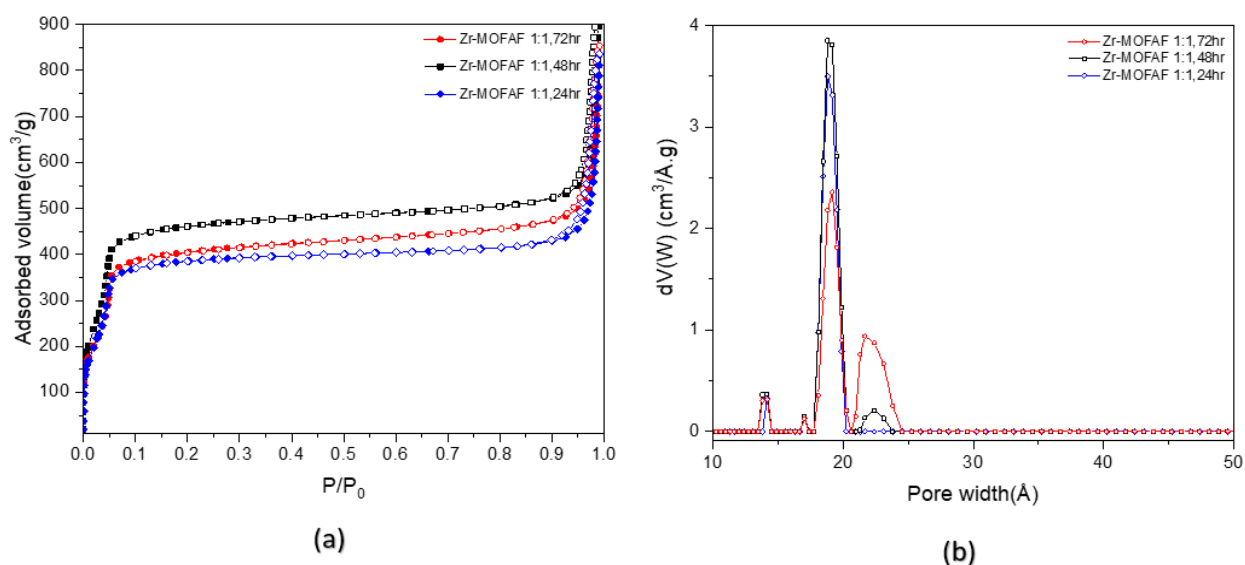 900
800
700
600
500
400
300
200
100
Adsorbed volume(cm³/g)
Zr-MOFAF 1:1,72hr
Zr-MOFAF 1:1,48hr
Zr-MOFAF 1:1,24hr
0.0 0.1 0.2 0.3 0.4 0.5 0.6 0.7 0.8 0.9 1.0
P/P₀
(a)
4
3
2
1
0
dV(W) (cm³/Å.g)
Zr-MOFAF 1:1,72hr
Zr-MOFAF 1:1,48hr
Zr-MOFAF 1:1,24hr
10 20 30 40 50
Pore width(Å)
(b)